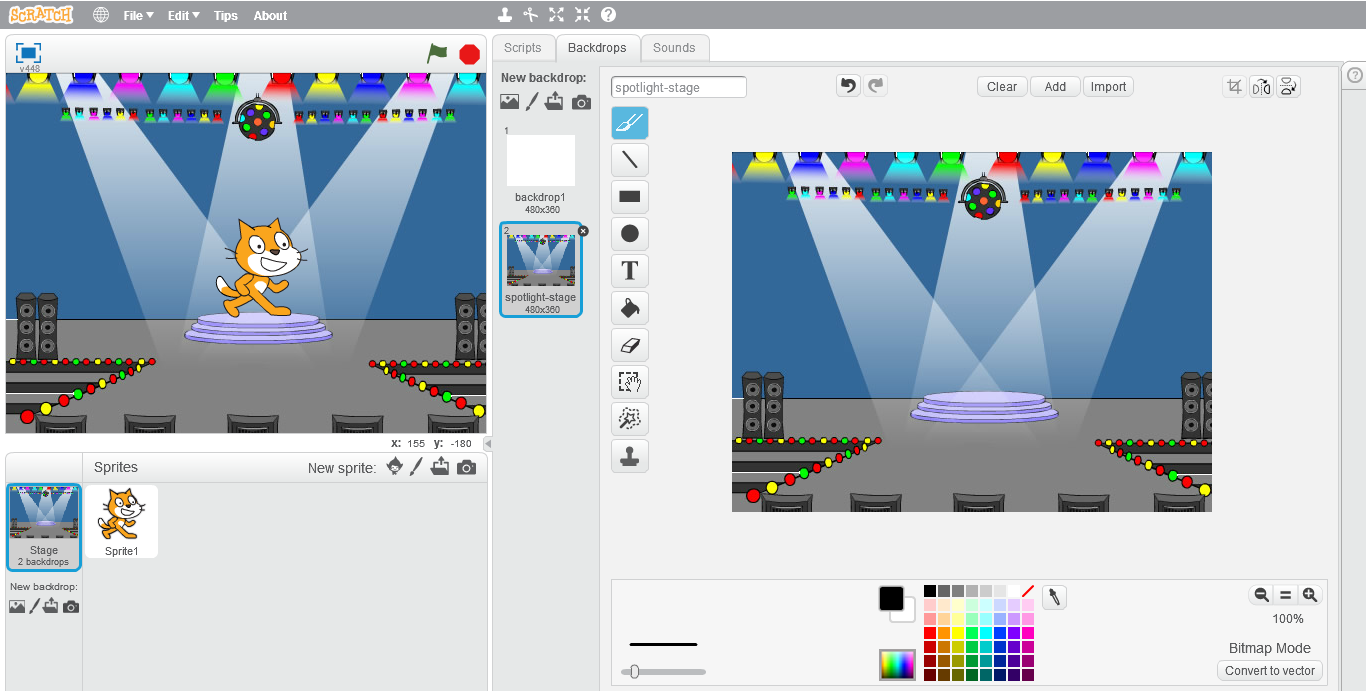 SCRATCH
File ▼ Edit ▼ Tips About
v448
Scripts Backdrops Sounds
New backdrop:
spotlight-stage
Clear Add Import
1
backdrop1
480x360
2
spotlight-stage
480x360
T
x: 155 y: -180
Sprites
New sprite:
Stage
2 backdrops
Sprite1
New backdrop:
100%
Bitmap Mode
Convert to vector